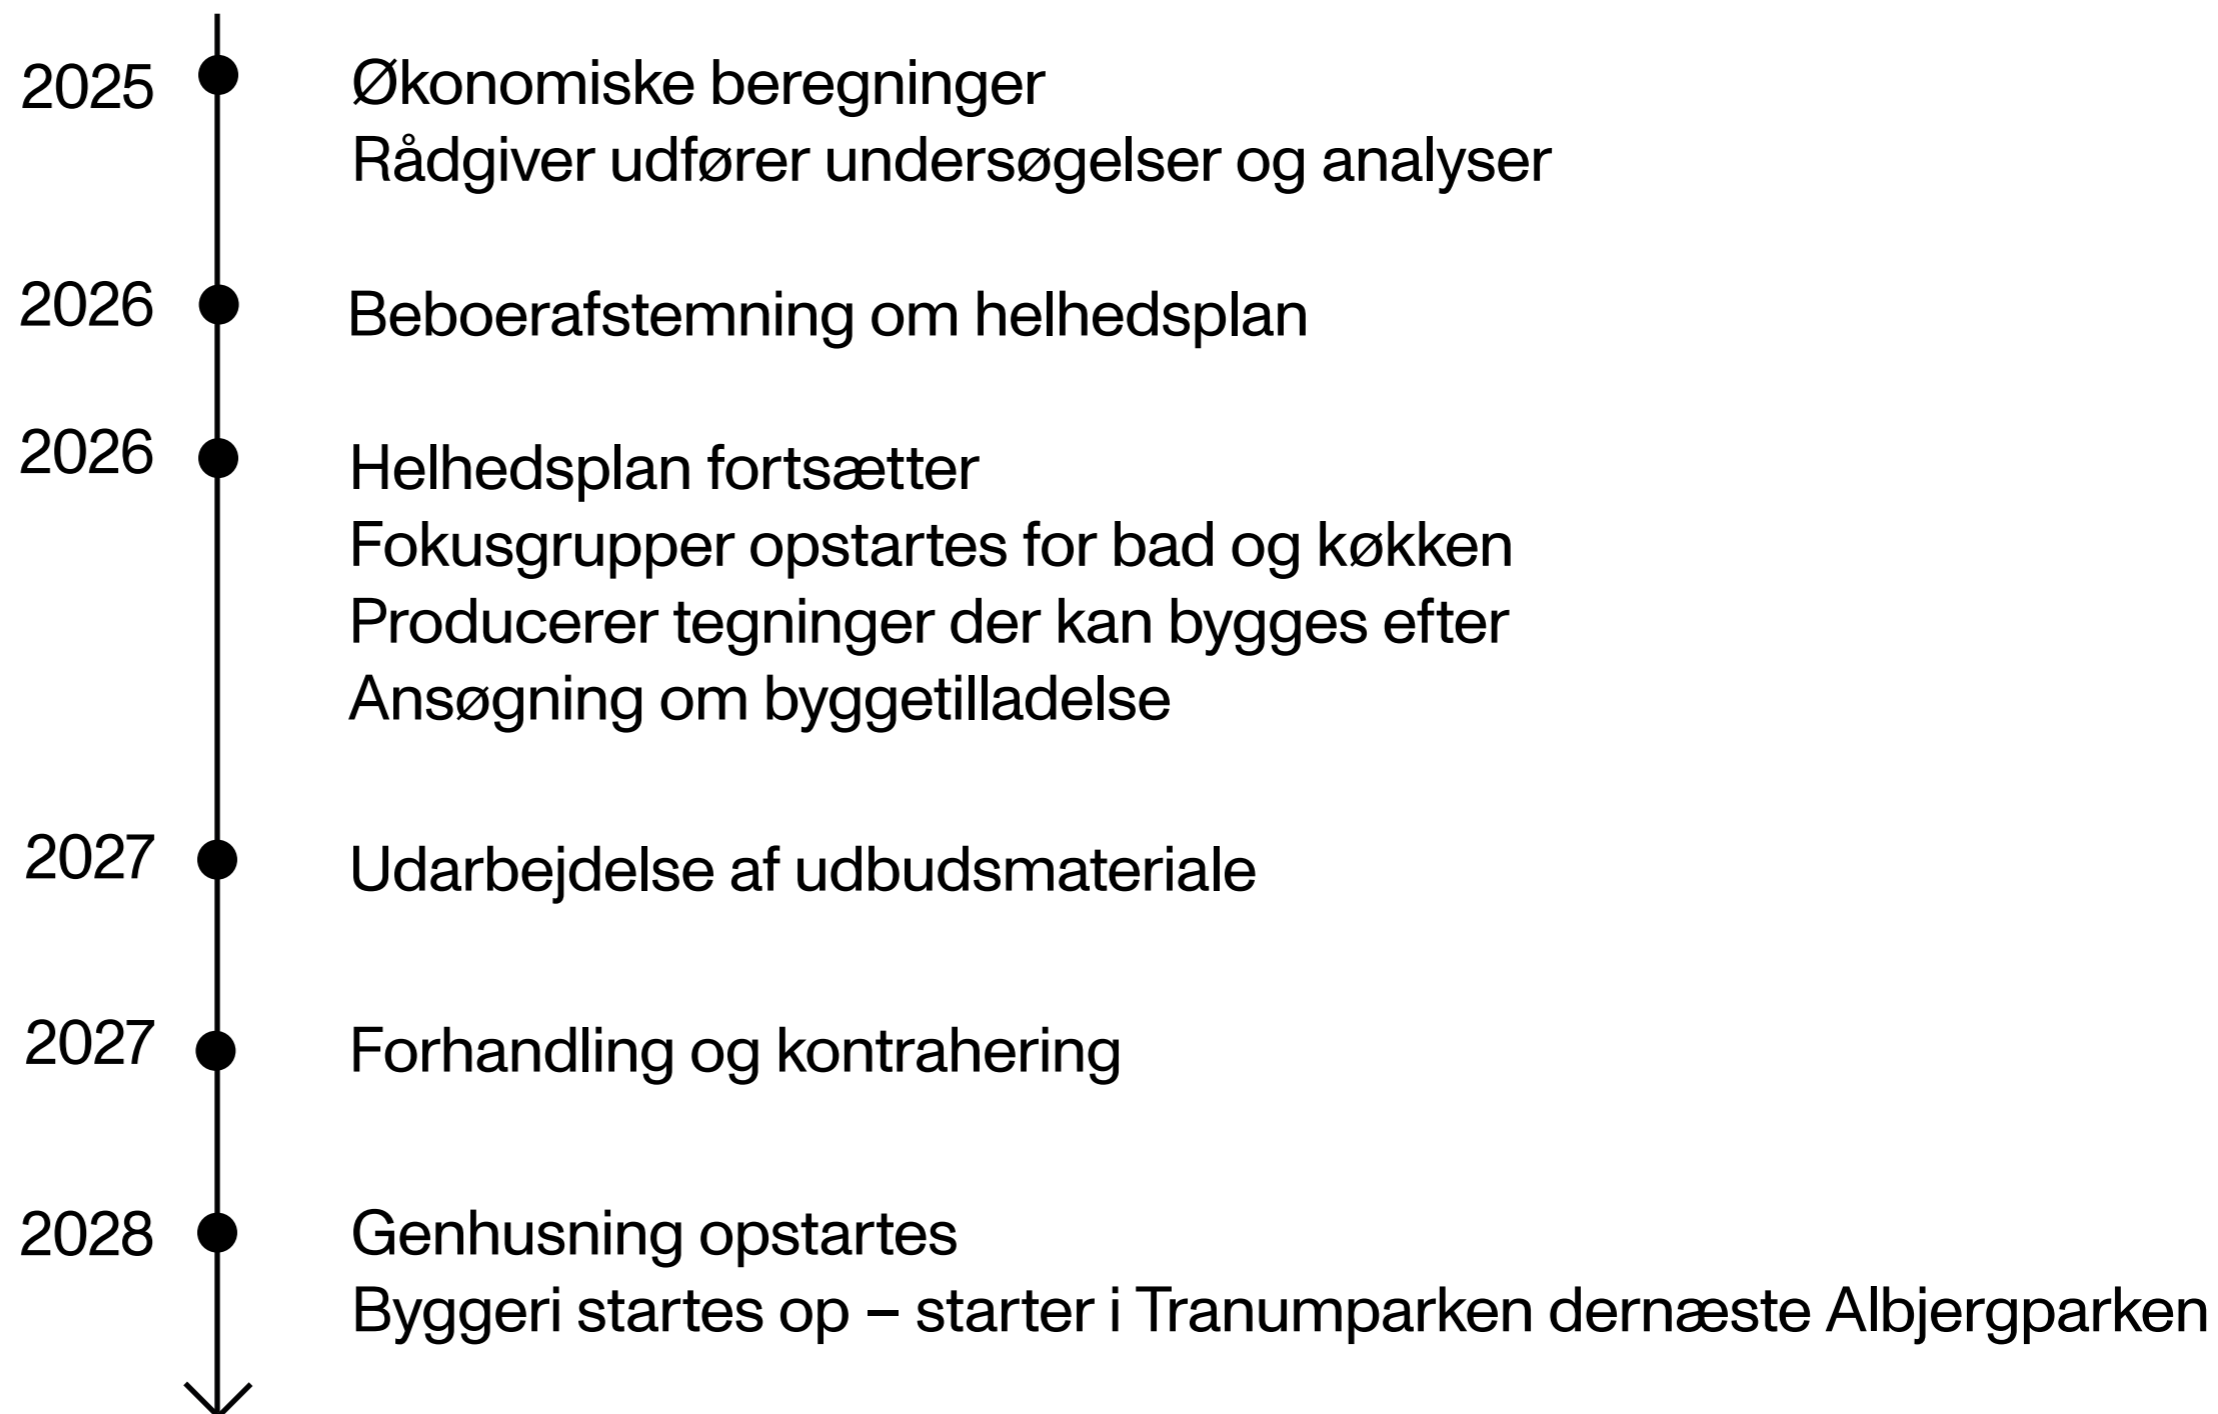 2025 Økonomiske beregninger
Rådgiver udfører undersøgelser og analyser
2026 Beboerafstemning om helhedsplan
2026 Helhedsplan fortsætter
Fokusgrupper opstartes for bad og køkken
Producerer tegninger der kan bygges efter
Ansøgning om byggetilladelse
2027 Udarbejdelse af udbudsmateriale
2027 Forhandling og kontrahering
2028 Genhusning opstartes
Byggeri startes op – starter i Tranumparken dernæste Albjergparken